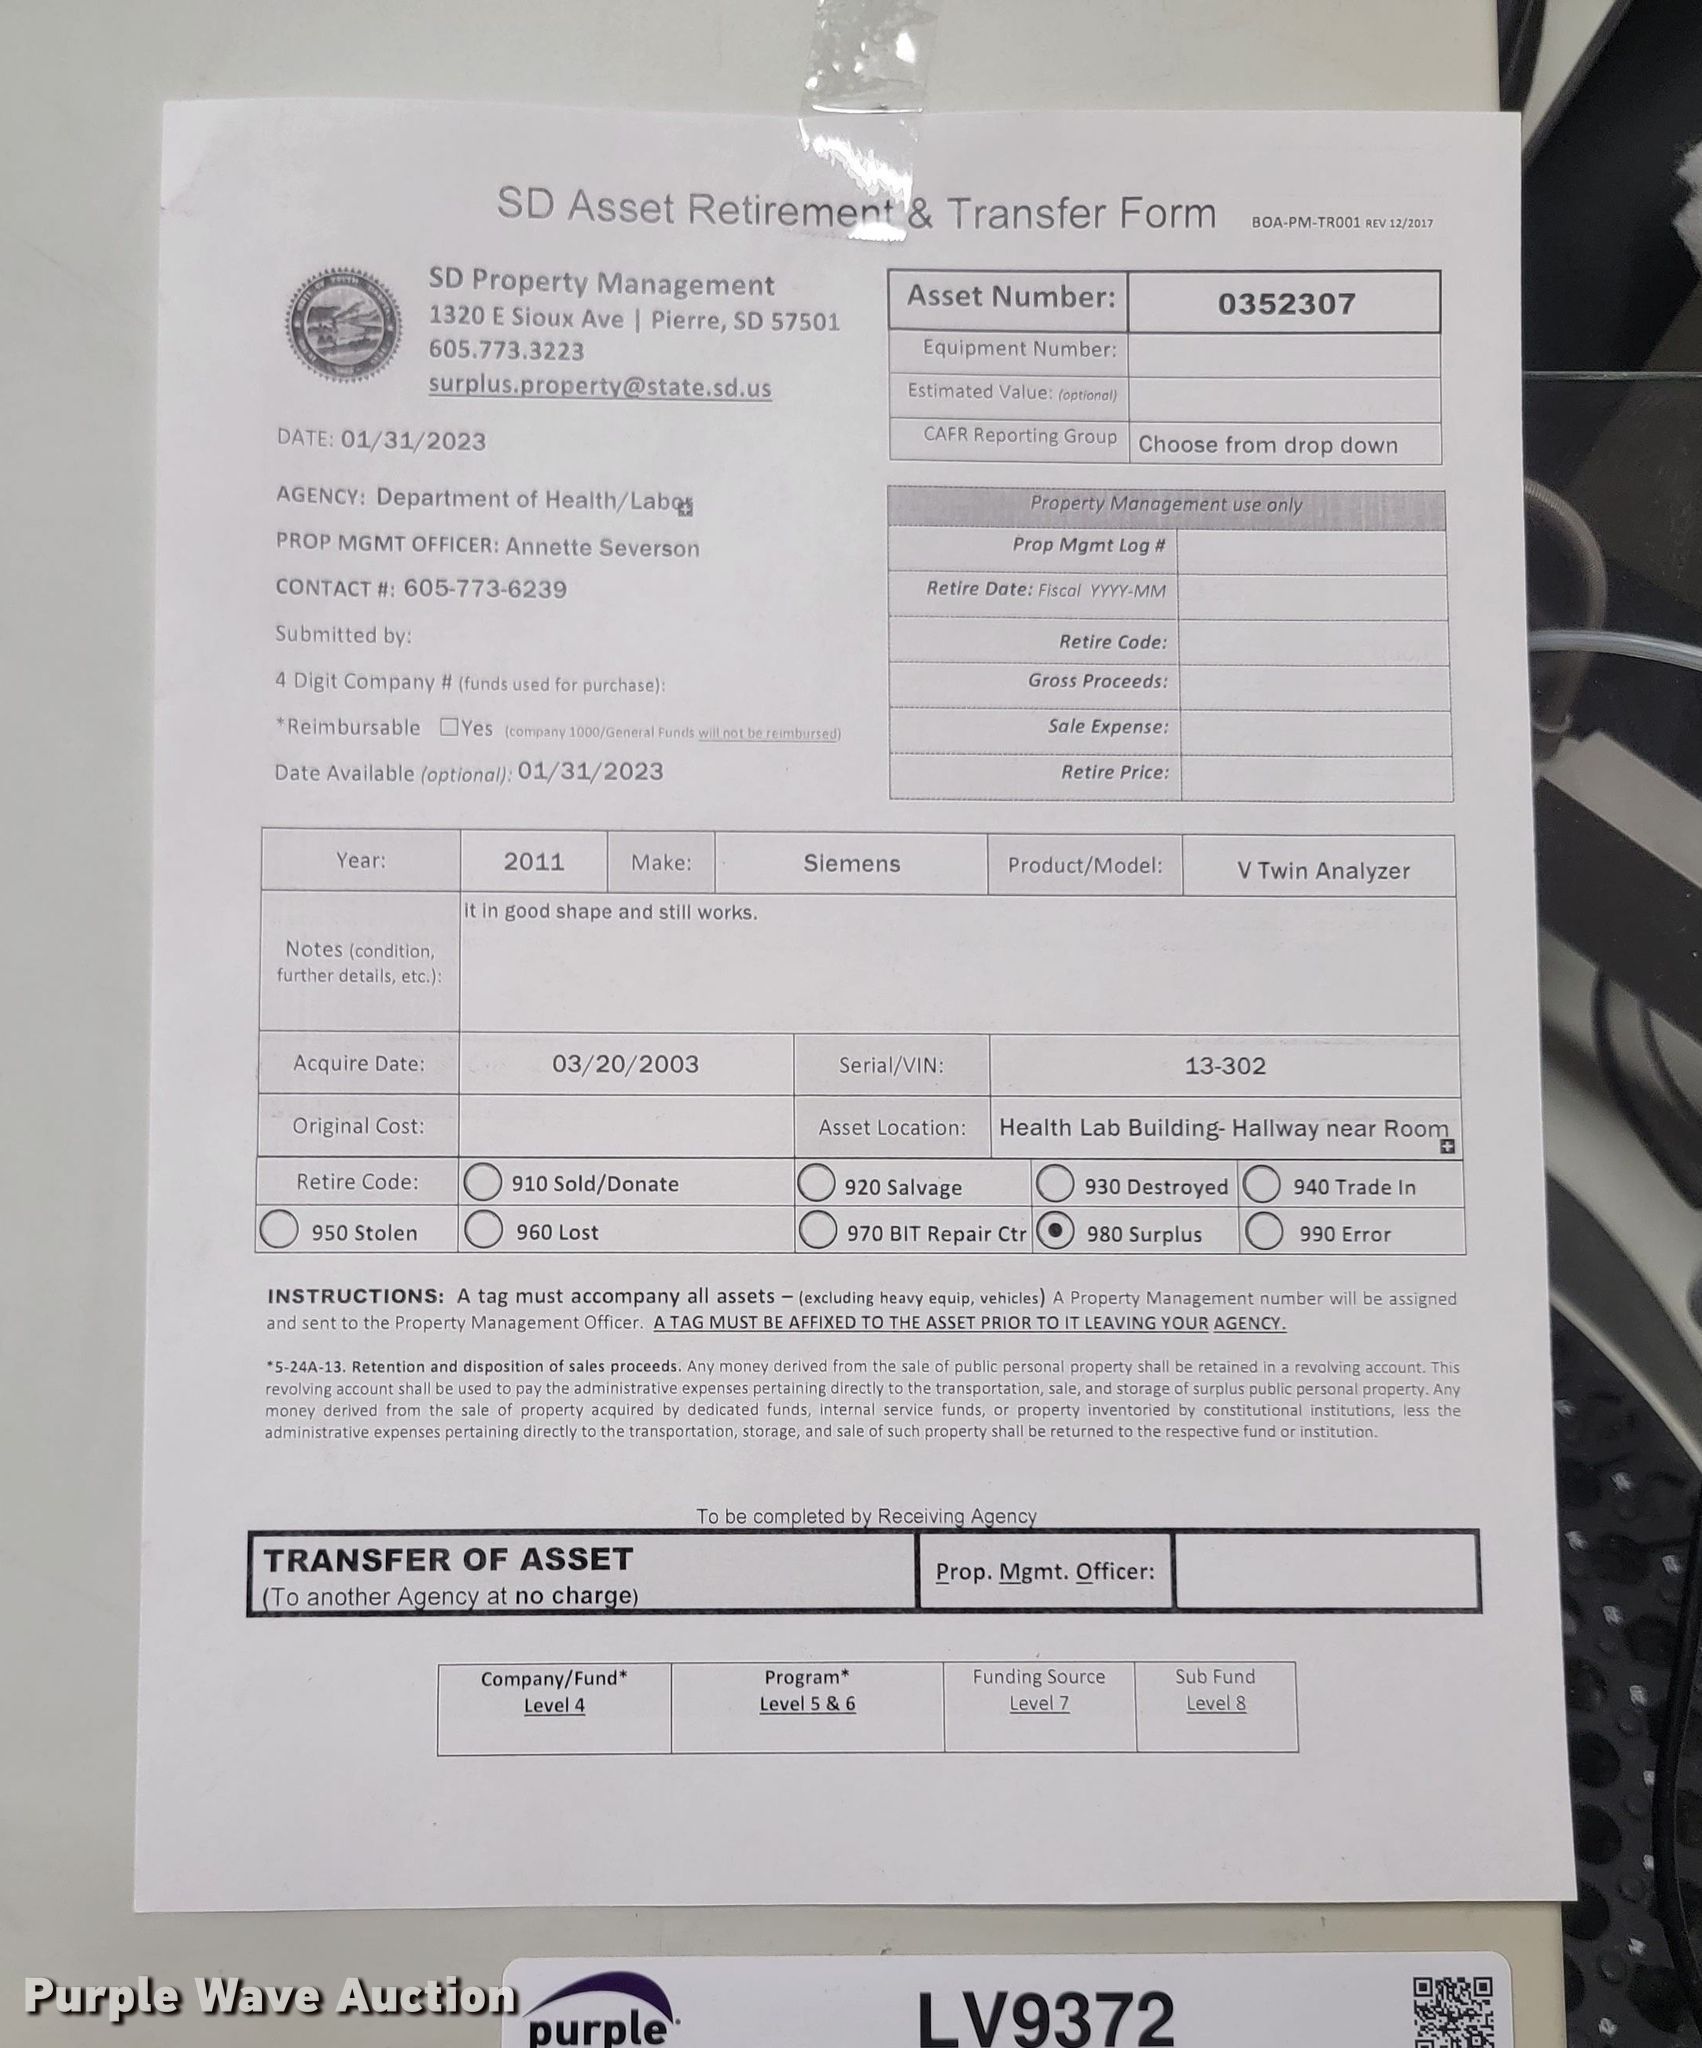 SD Asset Retirement & Transfer Form BOA-PM-TR001 REV 12/2017
SD Property Management
1320 E Sioux Ave | Pierre, SD 57501
605.773.3223
surplus.property@state.sd.us
Asset Number: 0352307
Equipment Number:
Estimated Value: (optional)
CAFR Reporting Group Choose from drop down
DATE: 01/31/2023
AGENCY: Department of Health/Labo
PROP MGMT OFFICER: Annette Severson
CONTACT #: 605-773-6239
Submitted by:
4 Digit Company # (funds used for purchase):
*Reimbursable Yes (company 1000/General Funds will not be reimbursed)
Date Available (optional): 01/31/2023
Property Management use only
Prop Mgmt Log #
Retire Date: Fiscal YYYY-MM
Retire Code:
Gross Proceeds:
Sale Expense:
Retire Price:
Year: 2011 Make: Siemens Product/Model: V Twin Analyzer
Notes (condition, further details, etc.): it in good shape and still works.
Acquire Date: 03/20/2003 Serial/VIN: 13-302
Original Cost: Asset Location: Health Lab Building- Hallway near Room
Retire Code: 910 Sold/Donate 920 Salvage 930 Destroyed 940 Trade In
950 Stolen 960 Lost 970 BIT Repair Ctr 980 Surplus 990 Error
INSTRUCTIONS: A tag must accompany all assets – (excluding heavy equip, vehicles) A Property Management number will be assigned
and sent to the Property Management Officer. A TAG MUST BE AFFIXED TO THE ASSET PRIOR TO IT LEAVING YOUR AGENCY.
*5-24A-13. Retention and disposition of sales proceeds. Any money derived from the sale of public personal property shall be retained in a revolving account. This
revolving account shall be used to pay the administrative expenses pertaining directly to the transportation, sale, and storage of surplus public personal property. Any
money derived from the sale of property acquired by dedicated funds, internal service funds, or property inventoried by constitutional institutions, less the
administrative expenses pertaining directly to the transportation, storage, and sale of such property shall be returned to the respective fund or institution.
To be completed by Receiving Agency
TRANSFER OF ASSET
(To another Agency at no charge)
Prop. Mgmt. Officer:
Company/Fund* Program* Funding Source Sub Fund
Level 4 Level 5 & 6 Level 7 Level 8
Purple Wave Auction
purple LV9372